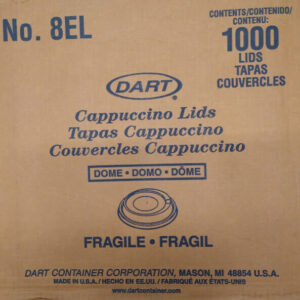 No. 8EL
CONTENTS/CONTENIDO/
CONTENU:
1000
LIDS
TAPAS
COUVERCLES
DART
Cappuccino Lids
Tapas Cappuccino
Couvercles Cappuccino
DOME • DOMO • DÔME
FRAGILE • FRAGIL
DART CONTAINER CORPORATION, MASON, MI 48854 U.S.A.
MADE IN U.S.A./ HECHO EN EE.UU./ FABRIQUÉ AUX ÉTATS-UNIS
www.dartcontainer.com